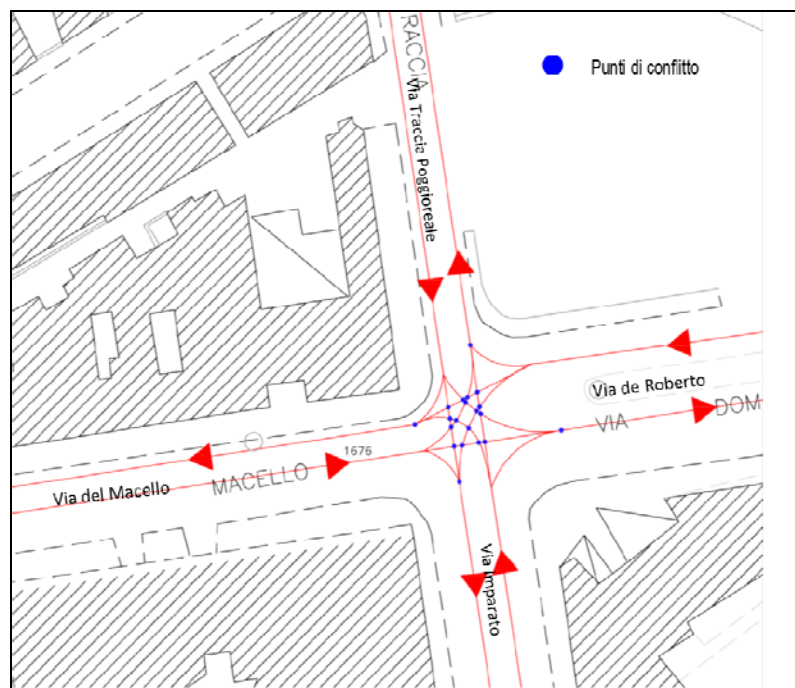 RACCIA
Punti di conflitto
Via Traccia Poggioreale
Via de Roberto
VIA DOM
1676
Via del Macello
MACELLO
Via Imparato